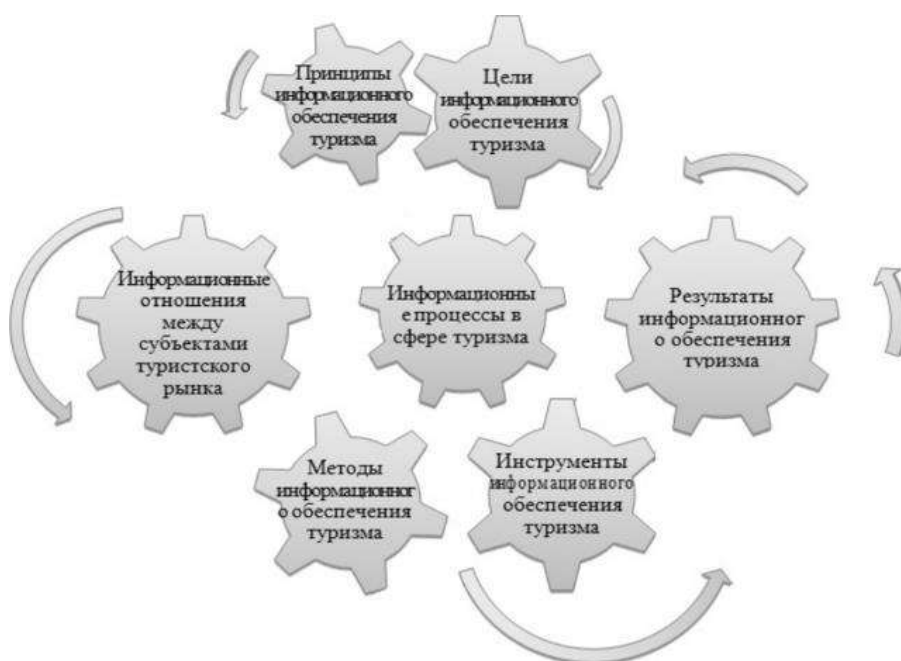 Принципы
информационного
обеспечения
туризма
Цели
информационного
обеспечения
туризма
Информационные
отношения
между
субъектами
туристского
рынка
Информационны
е процессы в
сфере туризма
Результаты
информационног
о обеспечения
туризма
Методы
информационног
о обеспечения
туризма
Инструменты
информационного
обеспечения
туризма